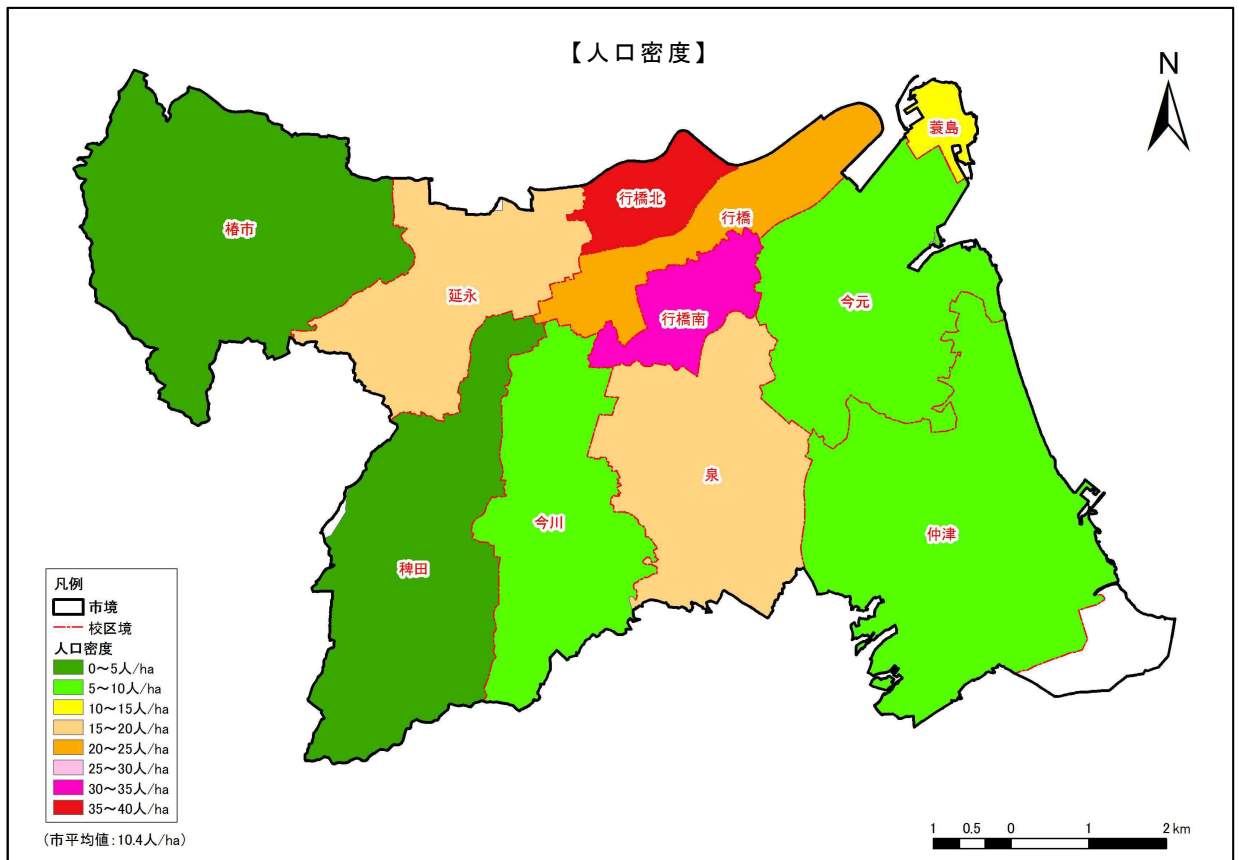 【人口密度】
N
蓑島
行橋北
行橋
椿市
延永
今元
行橋南
泉
今川
仲津
稗田
凡例
市境
校区境
人口密度
0～5人/ha
5～10人/ha
10～15人/ha
15～20人/ha
20～25人/ha
25～30人/ha
30～35人/ha
35～40人/ha
(市平均値:10.4人/ha)
1 0.5 0 1 2 km